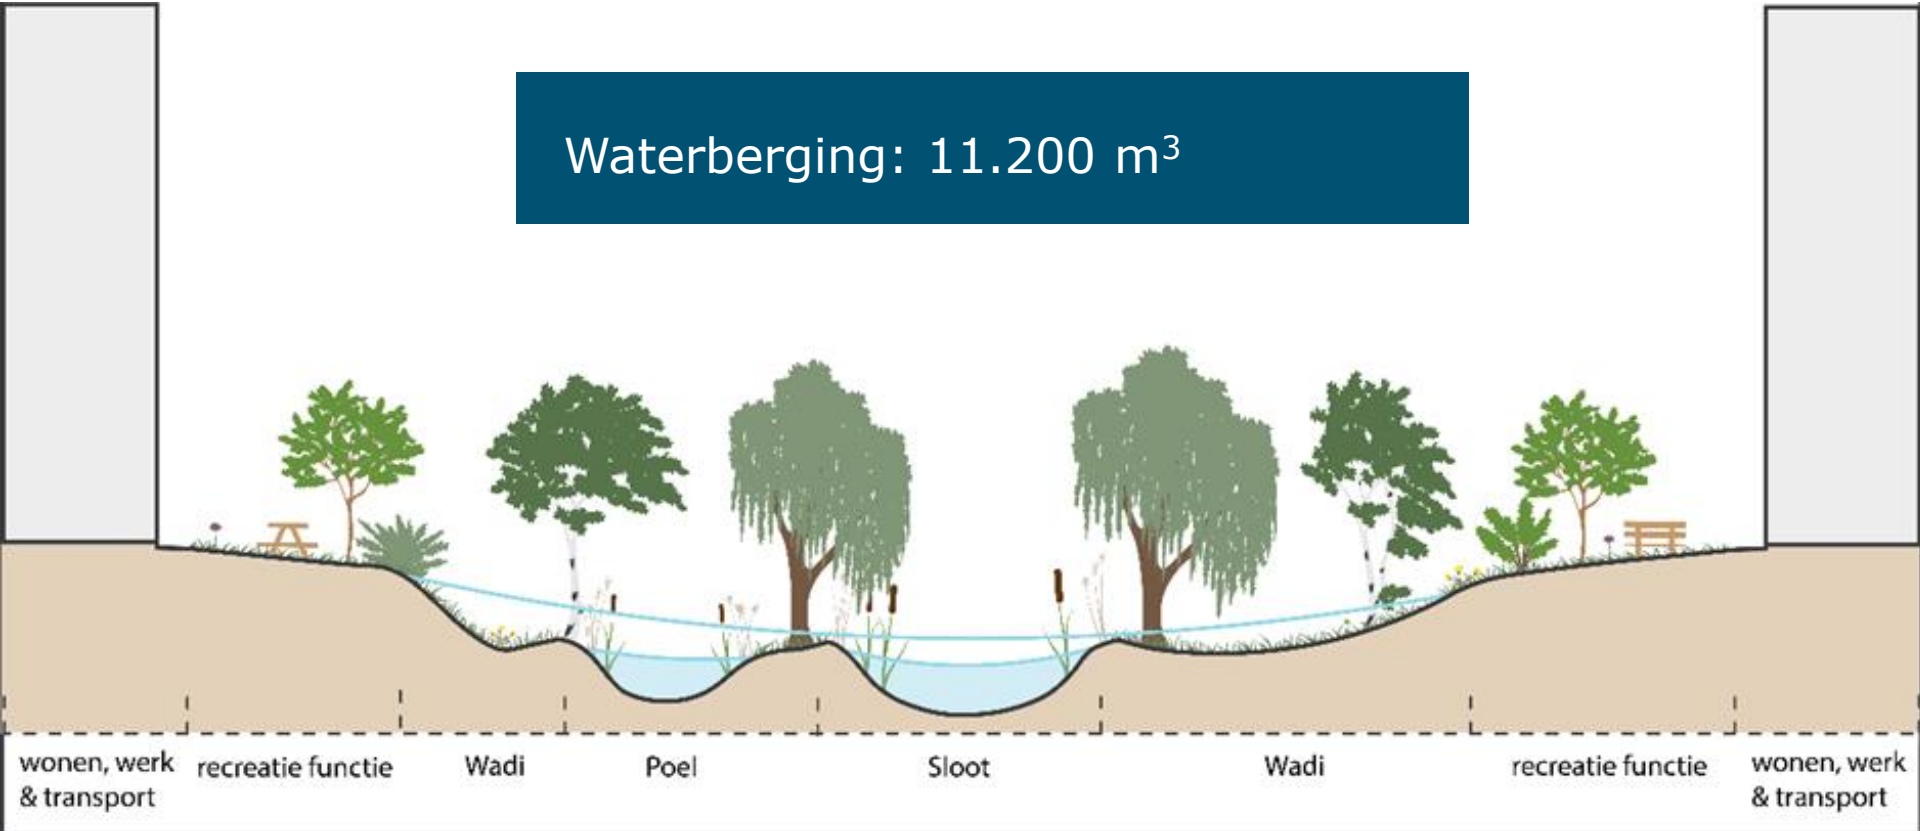 Waterberging: 11.200 m³
wonen, werk
& transport
recreatie functie
Wadi
Poel
Sloot
Wadi
recreatie functie
wonen, werk
& transport